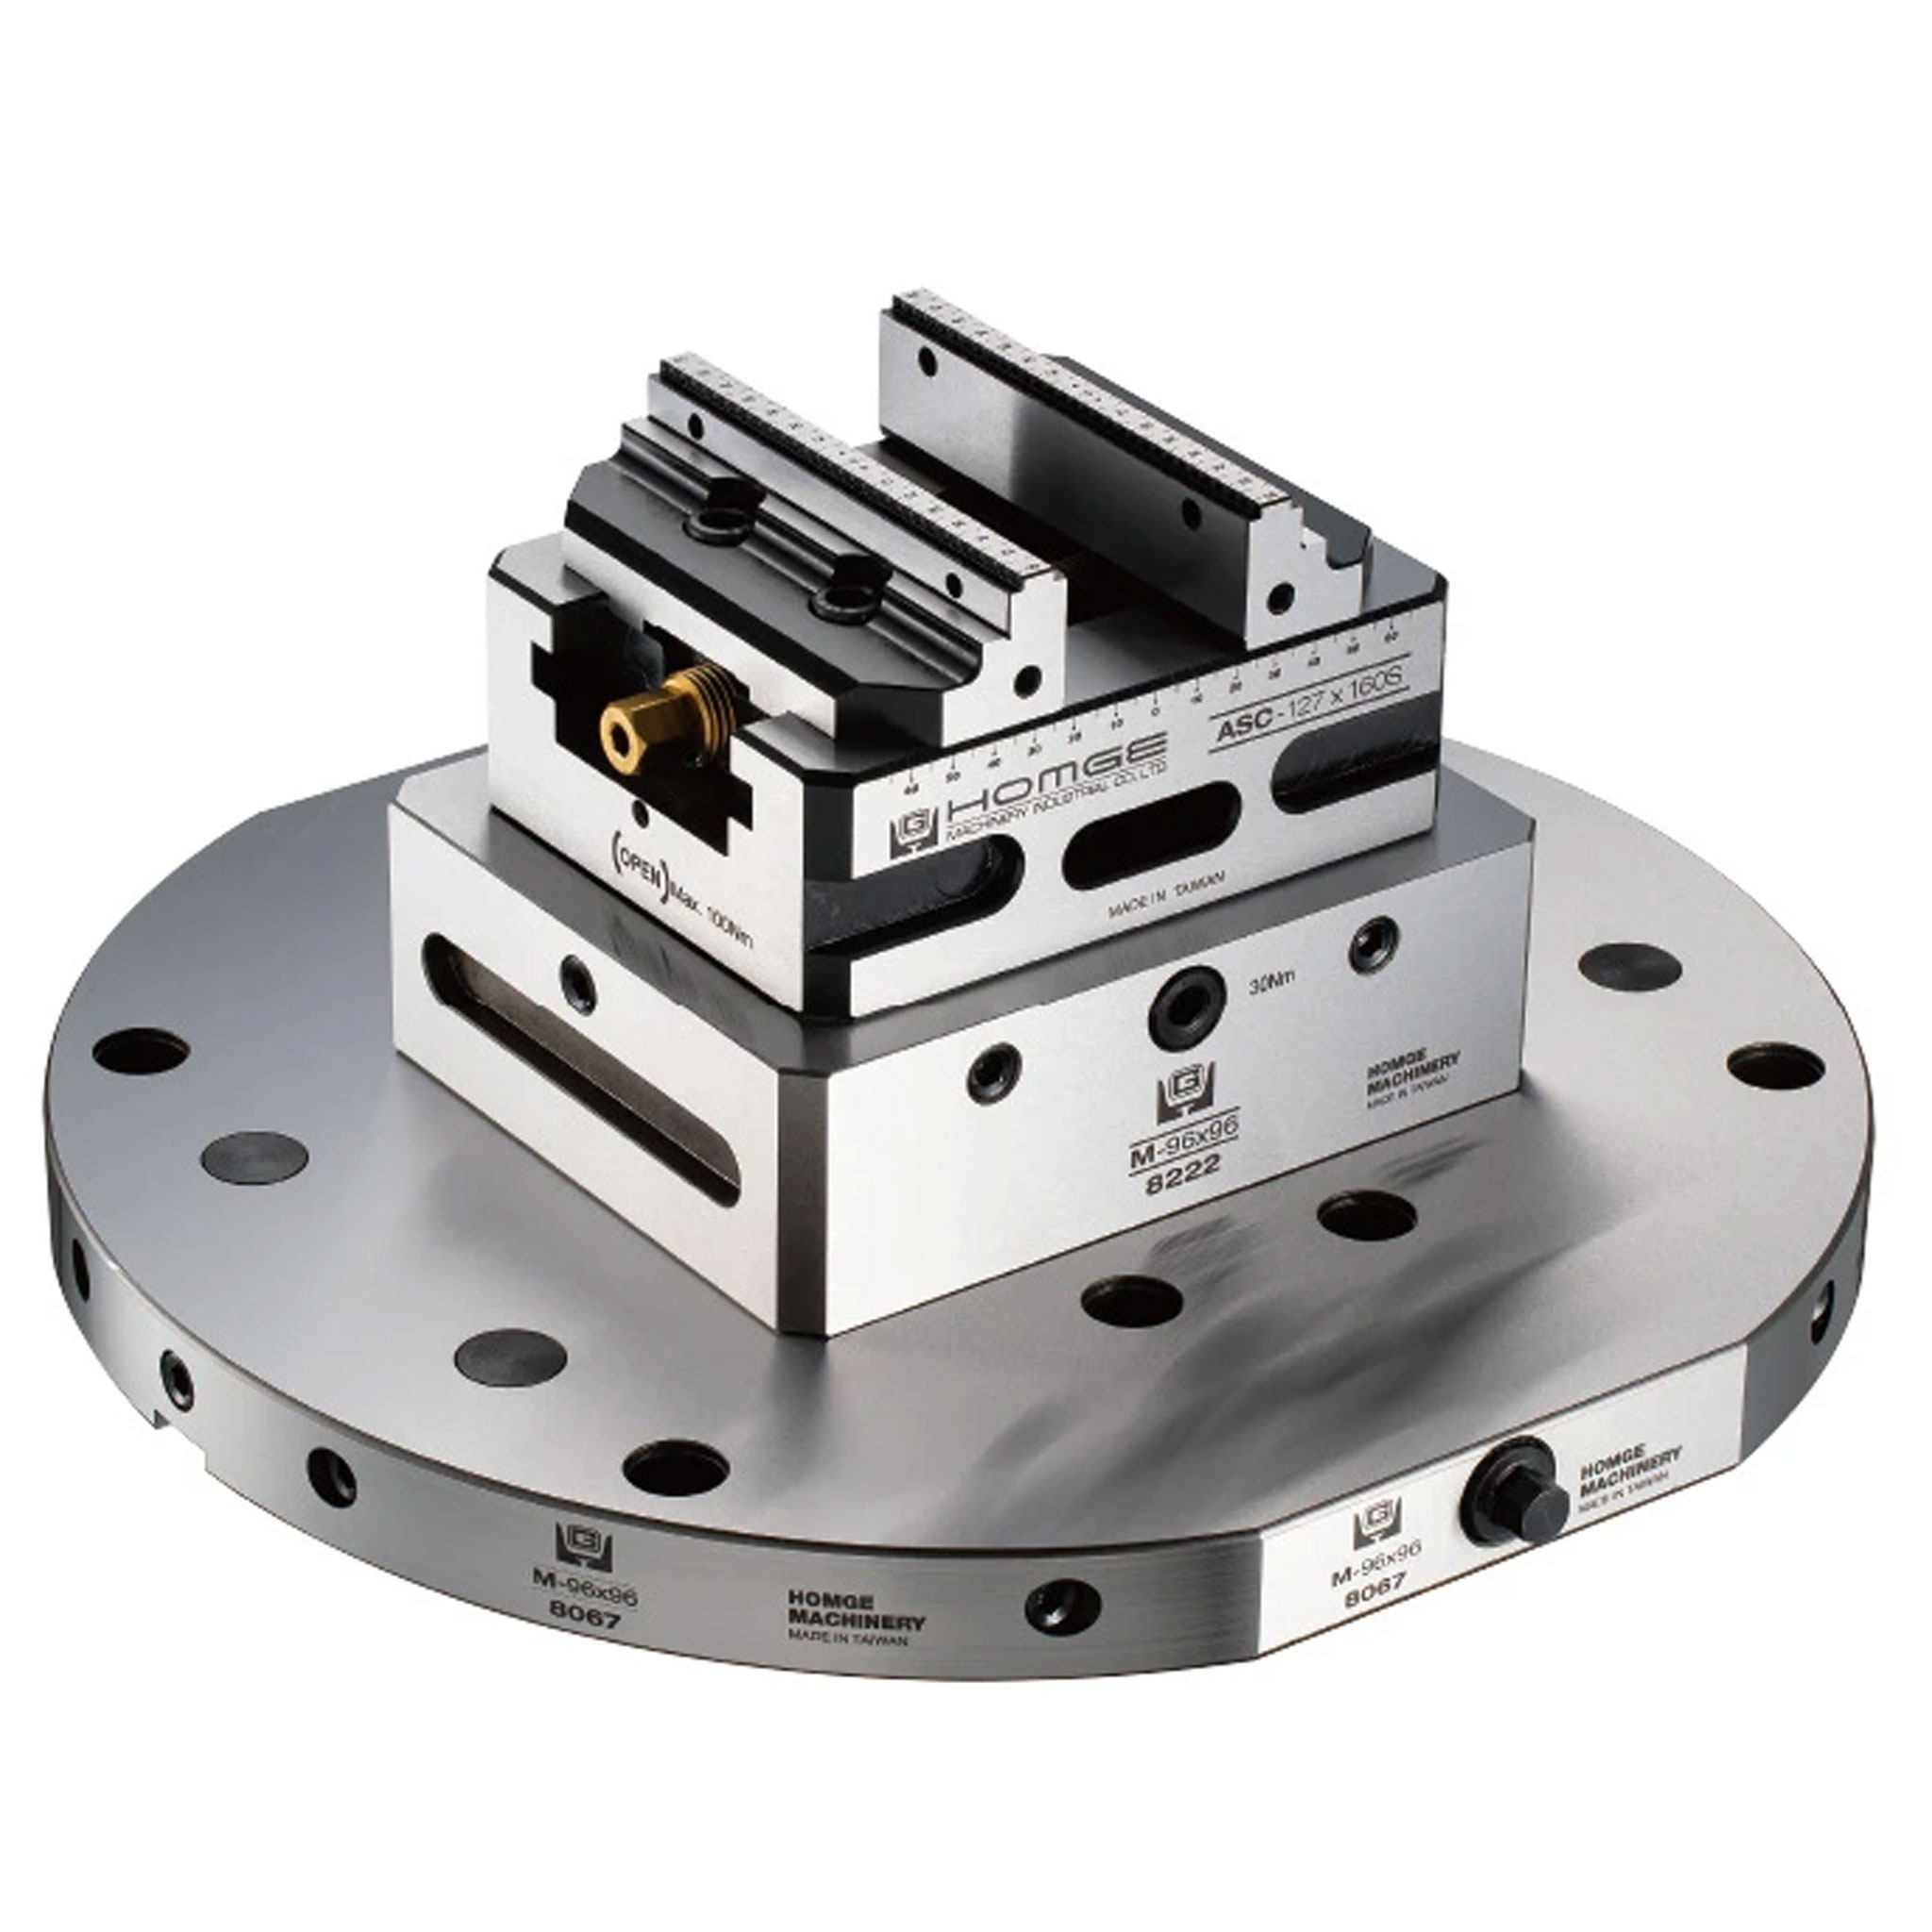 ASC-127 x 160S
60 50 40 30 20 10 0 10 20 30 40 50 60
HOMGE
MACHINERY INDUSTRIAL CO., LTD.
(OPEN) Max. 100Nm
MADE IN TAIWAN
30Nm
HOMGE
MACHINERY
MADE IN TAIWAN
M-96x96
8222
HOMGE
MACHINERY
MADE IN TAIWAN
M-96x96
8067
M-96x96
8067
HOMGE
MACHINERY
MADE IN TAIWAN